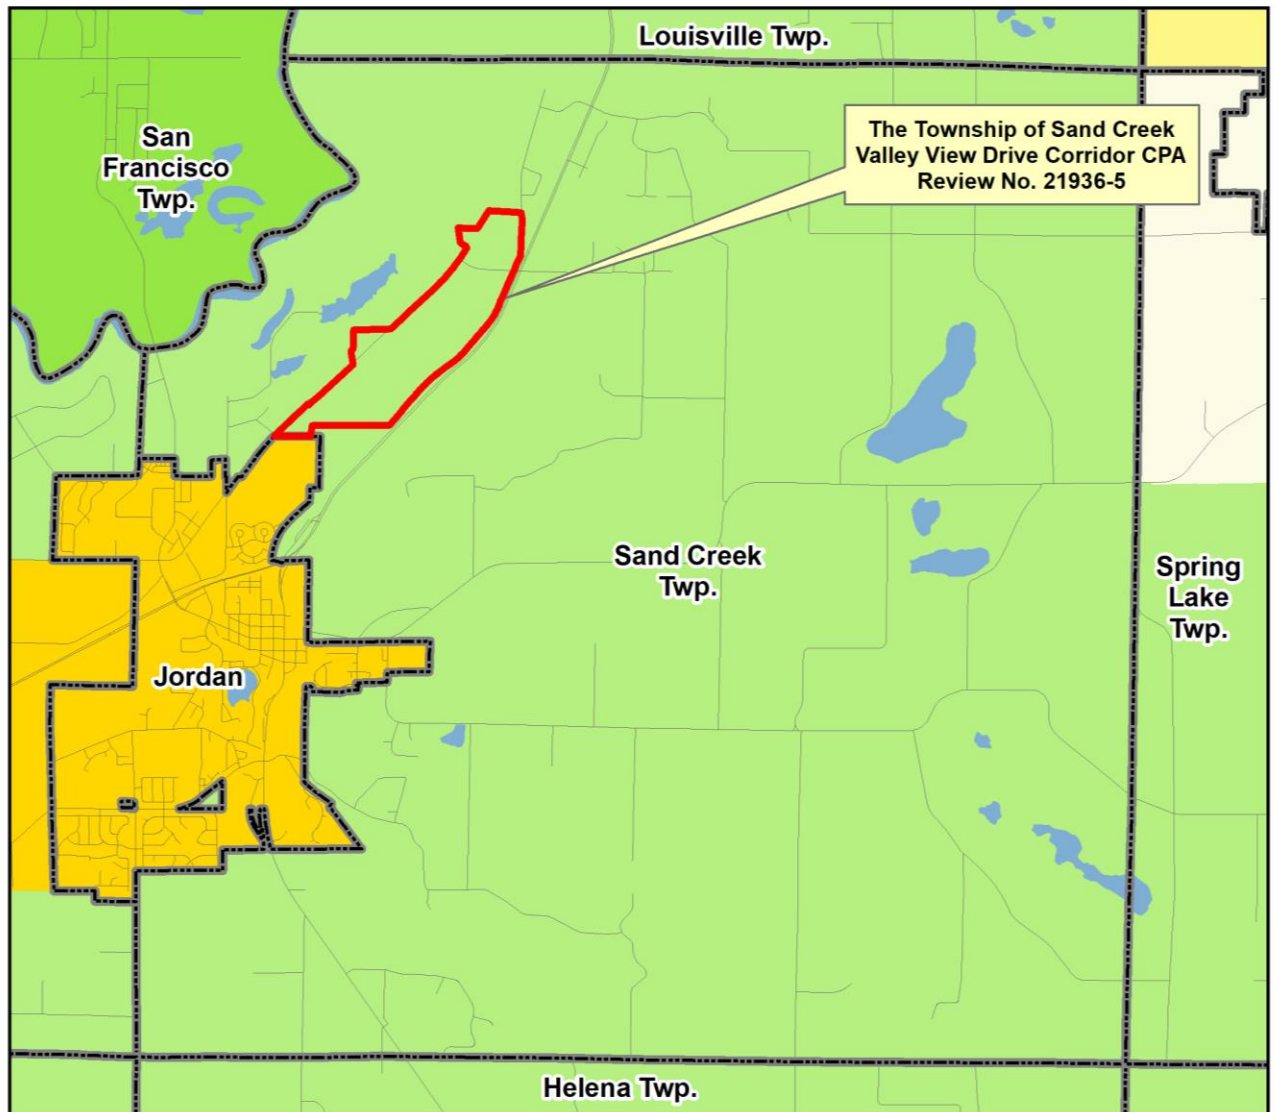 Louisville Twp.
The Township of Sand Creek
Valley View Drive Corridor CPA
Review No. 21936-5
San
Francisco
Twp.
Sand Creek
Twp.
Spring
Lake
Twp.
Jordan
Helena Twp.